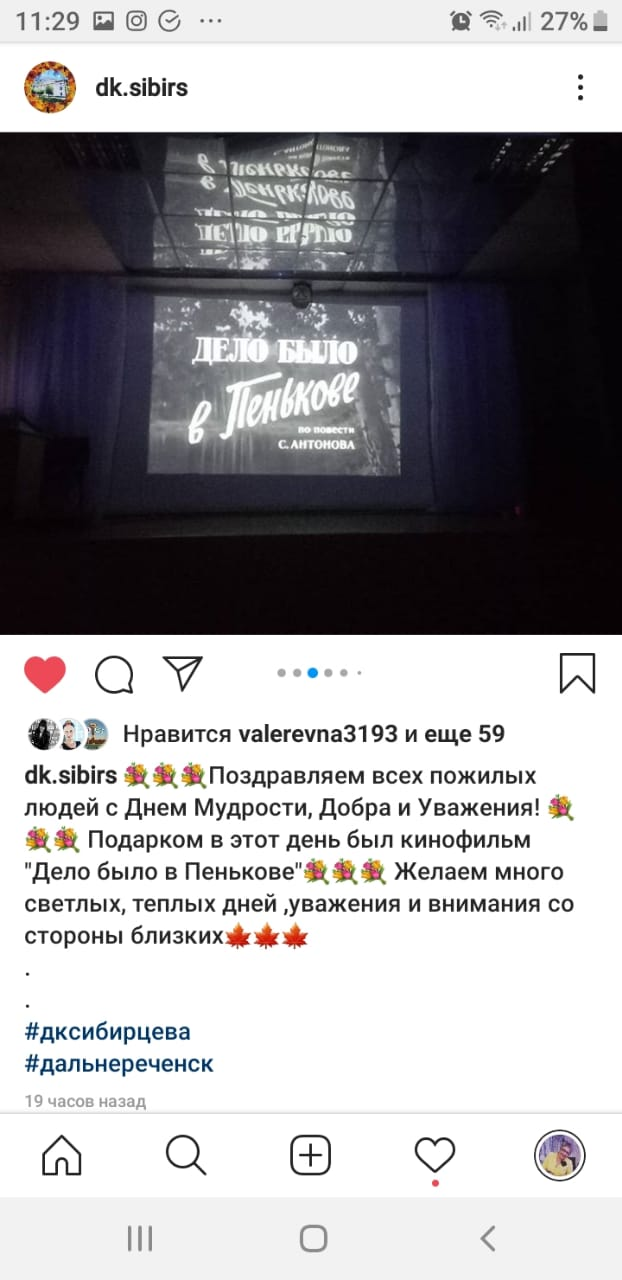 11:29
27%
dk.sibirs
ДЕЛО БЫЛО
в Пенькове
ПО ПОВЕСТИ
С. АНТОНОВА
Нравится valerevna3193 и еще 59
dk.sibirs 💐💐💐Поздравляем всех пожилых
людей с Днем Мудрости, Добра и Уважения! 💐
💐💐 Подарком в этот день был кинофильм
"Дело было в Пенькове"💐💐💐 Желаем много
светлых, теплых дней ,уважения и внимания со
стороны близких🍁🍁🍁
.
.
#дксибирцева
#дальнереченск
19 часов назад